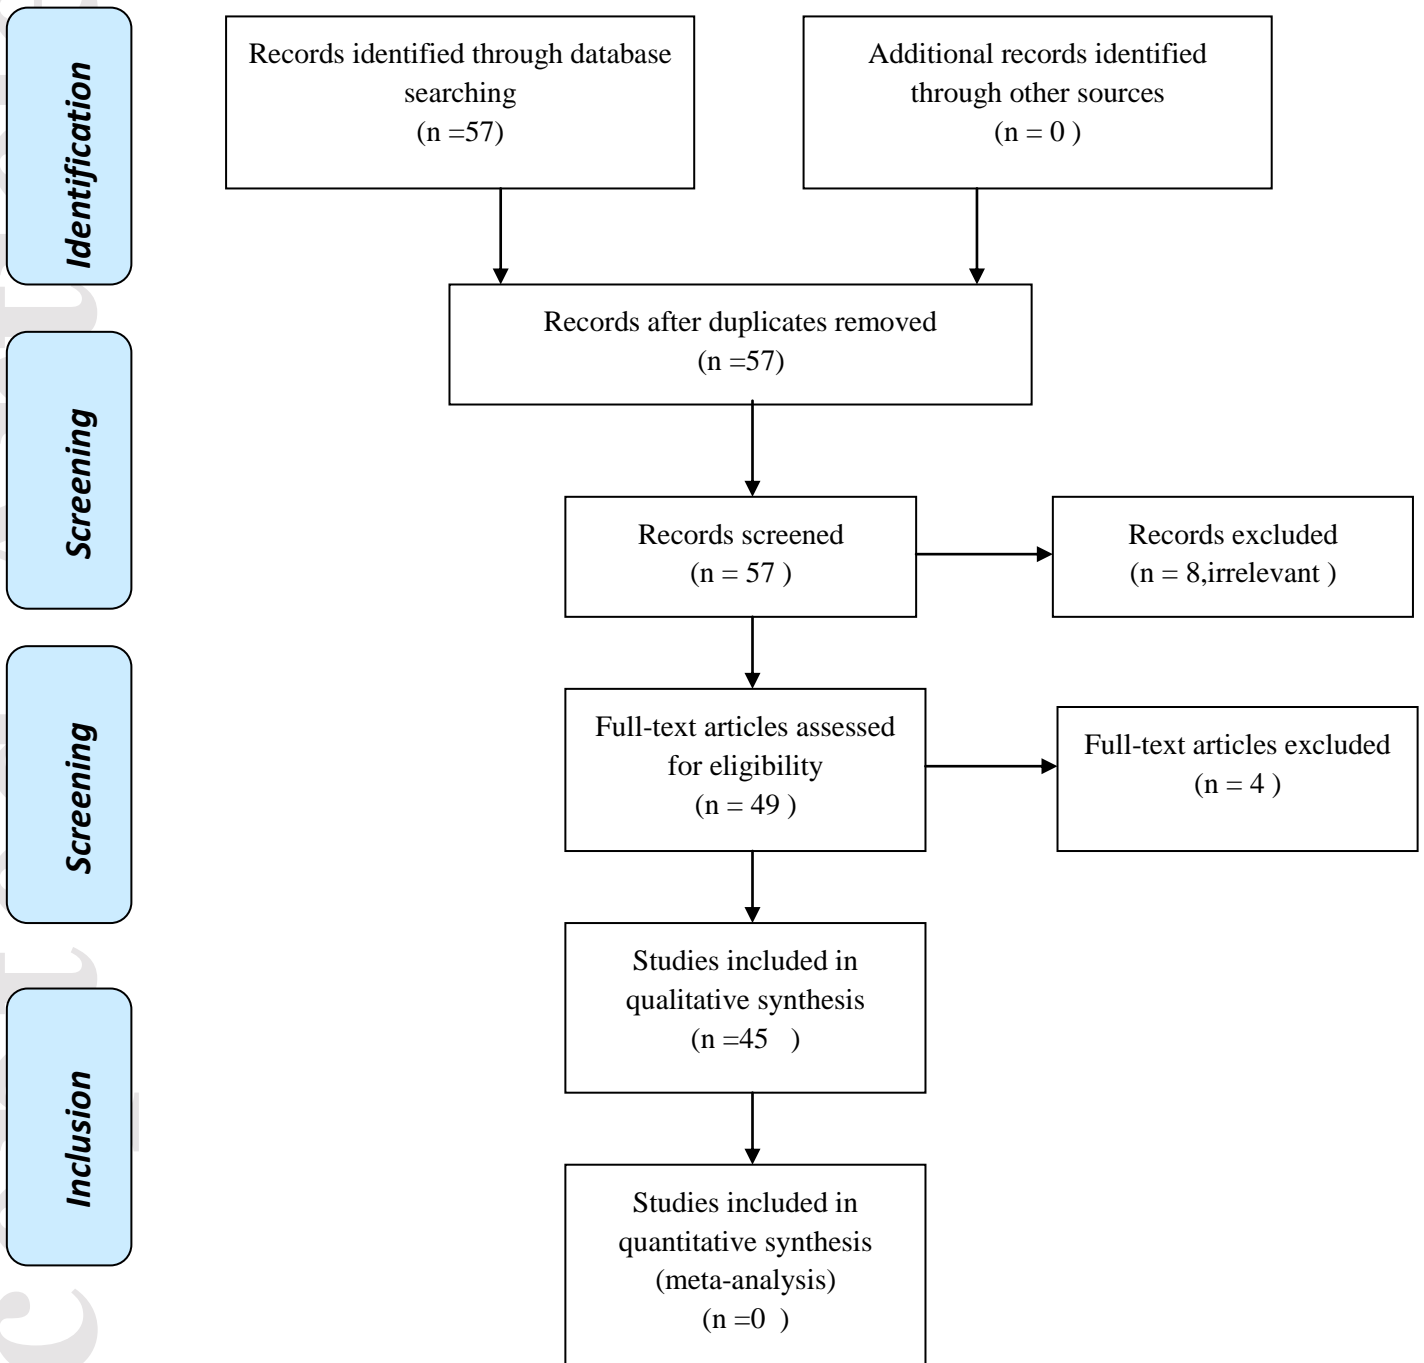 Identification
Records identified through database
searching
(n =57)
Additional records identified
through other sources
(n = 0 )
Records after duplicates removed
(n =57)
Screening
Records screened
(n = 57 )
Records excluded
(n = 8,irrelevant )
Screening
Full-text articles assessed
for eligibility
(n = 49 )
Full-text articles excluded
(n = 4 )
Studies included in
qualitative synthesis
(n =45 )
Inclusion
Studies included in
quantitative synthesis
(meta-analysis)
(n =0 )